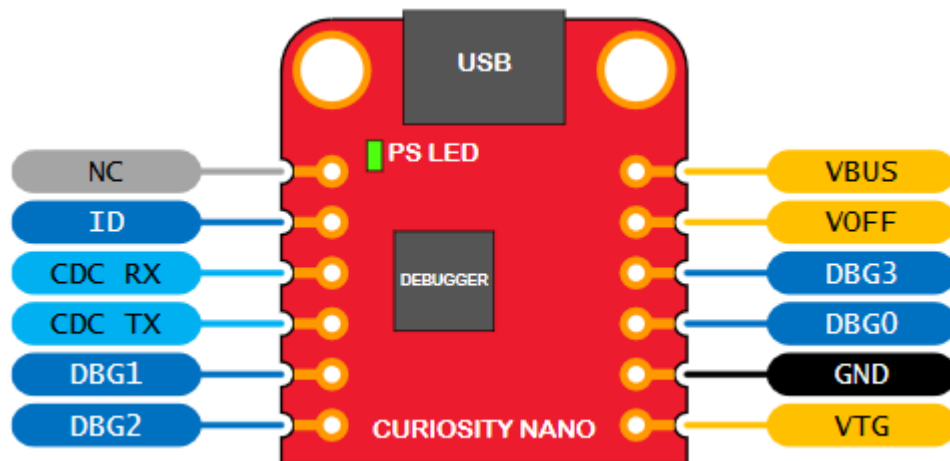 USB
PS LED
NC
VBUS
ID
VOFF
CDC RX
DEBUGGER
DBG3
CDC TX
DBG0
DBG1
GND
DBG2
CURIOSITY NANO
VTG